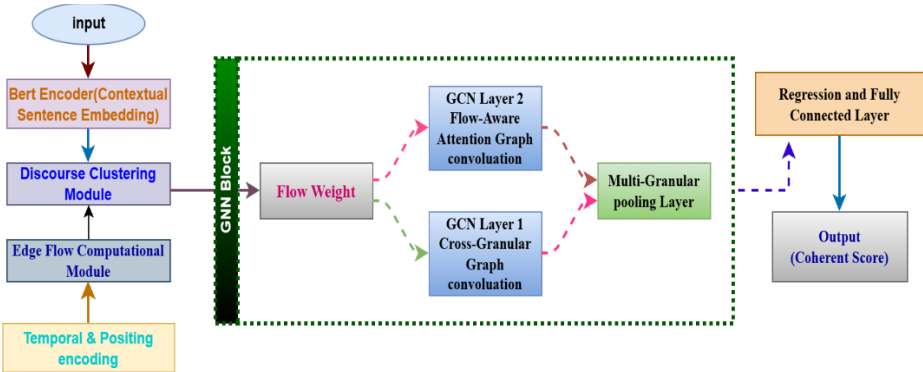 input
Bert Encoder(Contextual
Sentence Embedding)
Discourse Clustering
Module
Edge Flow Computational
Module
Temporal & Positing
encoding
GNN Block
Flow Weight
GCN Layer 2
Flow-Aware
Attention Graph
convoluation
GCN Layer 1
Cross-Granular
Graph
convoluation
Multi-Granular
pooling Layer
Regression and Fully
Connected Layer
Output
(Coherent Score)